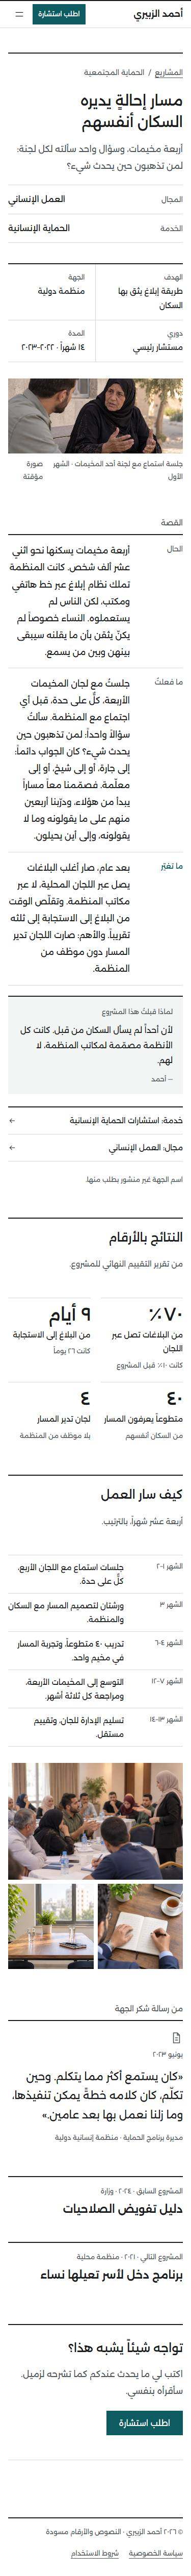 أحمد الزبيري
اطلب استشارة
المشاريع / الحماية المجتمعية
مسار إحالةٍ يديره
السكان أنفسهم
أربعة مخيمات، وسؤال واحد سألته لكل لجنة:
لمن تذهبون حين يحدث شيء؟
المجال
العمل الإنساني
الخدمة
الحماية الإنسانية
الهدف
طريقة إبلاغ يثق بها
السكان
الجهة
منظمة دولية
دوري
مستشار رئيسي
المدة
١٤ شهراً · ٢٠٢٢–٢٠٢٣
جلسة استماع مع لجنة أحد المخيمات · الشهر
الأول
صورة
مؤقتة
القصة
الحال
أربعة مخيمات يسكنها نحو اثني
عشر ألف شخص. كانت المنظمة
تملك نظام إبلاغ عبر خط هاتفي
ومكتب، لكن الناس لم
يستعملوه. النساء خصوصاً لم
يكنّ يثقن بأن ما يقلنه سيبقى
بينهن وبين من يسمع.
ما فعلتُ
جلستُ مع لجان المخيمات
الأربعة، كلٍّ على حدة، قبل أي
اجتماع مع المنظمة. سألتُ
سؤالاً واحداً: لمن تذهبون حين
يحدث شيء؟ كان الجواب دائماً:
إلى جارة، أو إلى شيخ، أو إلى
معلّمة. فصمّمنا معاً مساراً
يبدأ من هؤلاء، ودرّبنا أربعين
منهم على ما يقولونه وما لا
يقولونه، وإلى أين يحيلون.
ما تغيّر
بعد عام، صار أغلب البلاغات
يصل عبر اللجان المحلية، لا عبر
مكاتب المنظمة. وتقلّص الوقت
من البلاغ إلى الاستجابة إلى ثلثه
تقريباً. والأهم: صارت اللجان تدير
المسار دون موظف من
المنظمة.
لماذا قبلتُ هذا المشروع
لأن أحداً لم يسأل السكان من قبل. كانت كل
الأنظمة مصمّمة لمكاتب المنظمة، لا
لهم.
— أحمد
خدمة: استشارات الحماية الإنسانية ←
مجال: العمل الإنساني ←
اسم الجهة غير منشور بطلب منها.
النتائج بالأرقام
من تقرير التقييم النهائي للمشروع.
٧٠٪
من البلاغات تصل عبر
اللجان
كانت ١٠٪ قبل المشروع
٩ أيام
من البلاغ إلى الاستجابة
كانت ٢٦ يوماً
٤٠
متطوعاً يعرفون المسار
من السكان أنفسهم
٤
لجان تدير المسار
بلا موظف من المنظمة
كيف سار العمل
أربعة عشر شهراً، بالترتيب.
الشهر ١–٢
جلسات استماع مع اللجان الأربع،
كلٍّ على حدة.
الشهر ٣
ورشتان لتصميم المسار مع السكان
والمنظمة.
الشهر ٤–٦
تدريب ٤٠ متطوعاً، وتجربة المسار
في مخيم واحد.
الشهر ٧–١٢
التوسع إلى المخيمات الأربعة،
ومراجعة كل ثلاثة أشهر.
الشهر ١٣–١٤
تسليم الإدارة للجان، وتقييم
مستقل.
من رسالة شكر الجهة
يونيو ٢٠٢٣
«كان يستمع أكثر مما يتكلم. وحين
تكلّم، كان كلامه خطةً يمكن تنفيذها،
وما زلنا نعمل بها بعد عامين.»
مديرة برنامج الحماية · منظمة إنسانية دولية
المشروع السابق · ٢٠٢٤ · وزارة
دليل تفويض الصلاحيات
المشروع التالي · ٢٠٢١ · منظمة محلية
برنامج دخل لأسر تعيلها نساء
تواجه شيئاً يشبه هذا؟
اكتب لي ما يحدث عندكم كما تشرحه لزميل.
سأقرأه بنفسي.
اطلب استشارة
© ٢٠٢٦ أحمد الزبيري · النصوص والأرقام مسودة
سياسة الخصوصية شروط الاستخدام